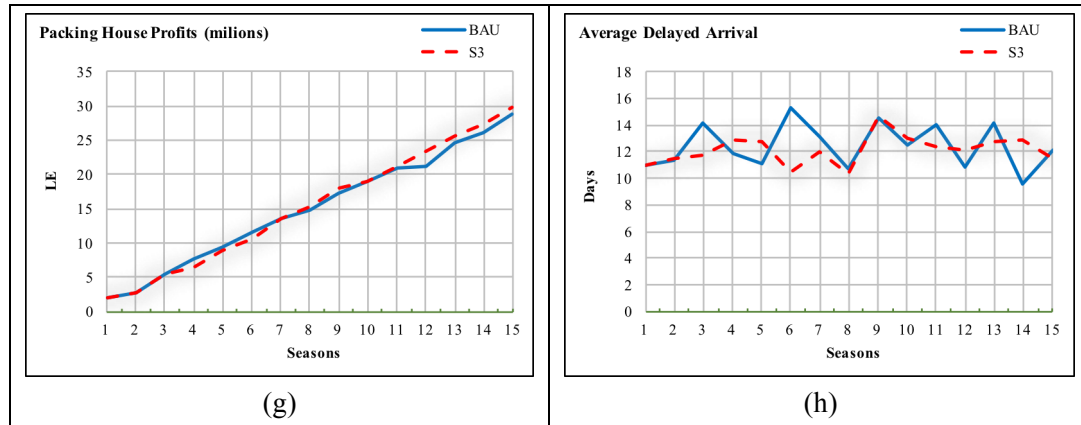 Packing House Profits (milions)
BAU
S3
35
30
25
20
15
10
5
0
LE
1 2 3 4 5 6 7 8 9 10 11 12 13 14 15
Seasons
(g)
Average Delayed Arrival
BAU
S3
18
16
14
12
10
8
6
4
2
0
Days
1 2 3 4 5 6 7 8 9 10 11 12 13 14 15
Seasons
(h)